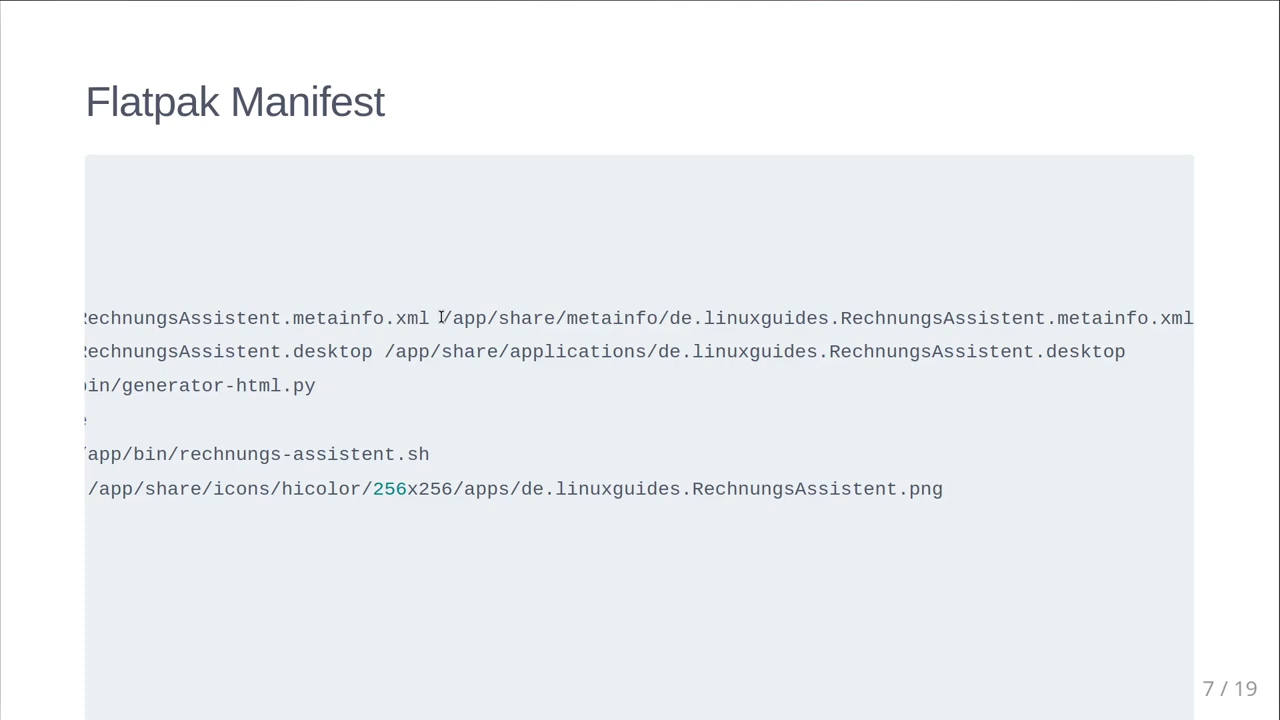 Flatpak Manifest
RechnungsAssistent.metainfo.xml /app/share/metainfo/de.linuxguides.RechnungsAssistent.metainfo.xml
RechnungsAssistent.desktop /app/share/applications/de.linuxguides.RechnungsAssistent.desktop
bin/generator-html.py
e
/app/bin/rechnungs-assistent.sh
/app/share/icons/hicolor/256x256/apps/de.linuxguides.RechnungsAssistent.png
7 / 19